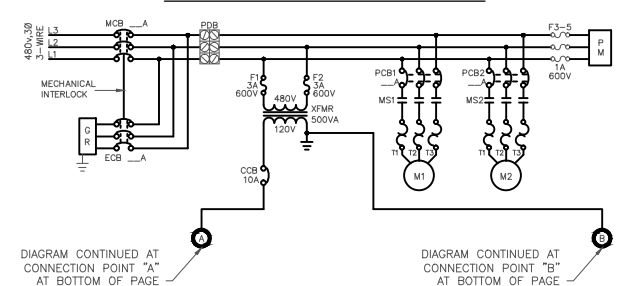 MCB __A
PDB
F3-5
480v,3Ø
3-WIRE
L3
L2
L1
P
M
1A
600V
MECHANICAL
INTERLOCK
F1
3A
600V
F2
3A
600V
480V
XFMR
500VA
120V
PCB1
__A
MS1
PCB2
__A
MS2
G
R
ECB __A
T1
T2
T3
M1
T1
T2
T3
M2
CCB
10A
A
B
DIAGRAM CONTINUED AT
CONNECTION POINT "A"
AT BOTTOM OF PAGE
DIAGRAM CONTINUED AT
CONNECTION POINT "B"
AT BOTTOM OF PAGE